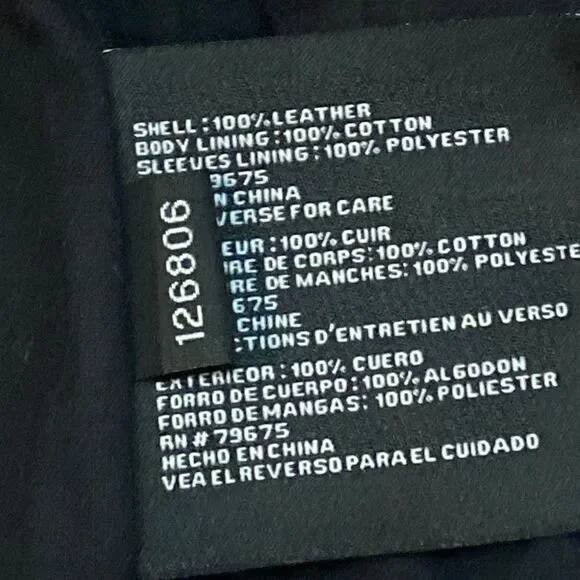 SHELL:100% LEATHER
BODY LINING:100% COTTON
SLEEVES LINING:100% POLYESTER
9675
N CHINA
VERSE FOR CARE
EUR:100% CUIR
RE DE CORPS:100% COTTON
RE DE MANCHES:100% POLYESTE
675
CHINE
CTIONS D'ENTRETIEN AU VERSO
EXTERIEOR:100% CUERO
FORRO DE CUERPO:100% ALGODON
FORRO DE MANGAS:100% POLIESTER
RN # 79675
HECHO EN CHINA
VEA EL REVERSO PARA EL CUIDADO
126806